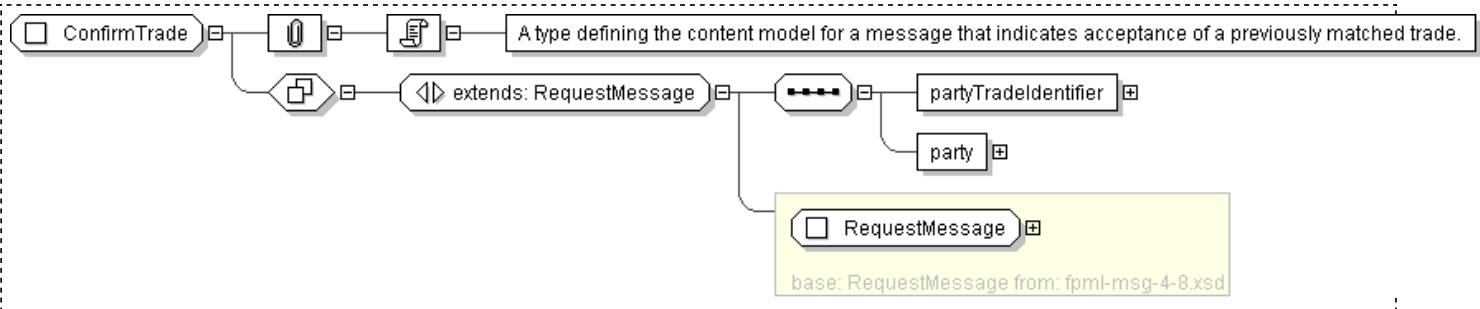 ConfirmTrade
A type defining the content model for a message that indicates acceptance of a previously matched trade.
extends: RequestMessage
partyTradeIdentifier
party
RequestMessage
base: RequestMessage from: fpml-msg-4-8.xsd